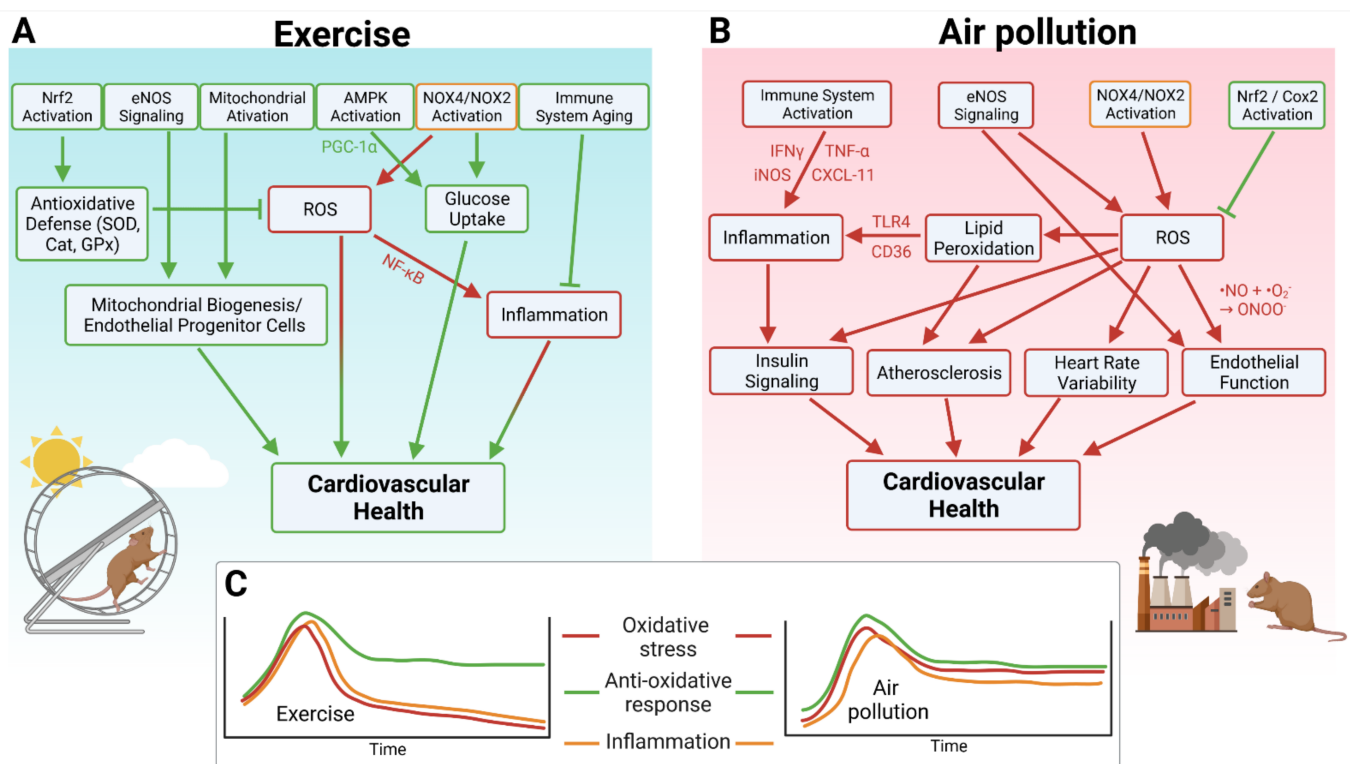 A
Exercise
Nrf2
Activation
eNOS
Signaling
Mitochondrial
Ativation
AMPK
Activation
NOX4/NOX2
Activation
Immune
System Aging
PGC-1α
Antioxidative
Defense (SOD,
Cat, GPx)
ROS
Glucose
Uptake
NF-κB
Mitochondrial Biogenesis/
Endothelial Progenitor Cells
Inflammation
Cardiovascular
Health
B
Air pollution
Immune System
Activation
eNOS
Signaling
NOX4/NOX2
Activation
Nrf2 / Cox2
Activation
IFNγ
TNF-α
iNOS
CXCL-11
Inflammation
TLR4
CD36
Lipid
Peroxidation
ROS
•NO + •O₂⁻
→ ONOO⁻
Insulin
Signaling
Atherosclerosis
Heart Rate
Variability
Endothelial
Function
Cardiovascular
Health
C
Exercise
Time
Oxidative
stress
Anti-oxidative
response
Inflammation
Air
pollution
Time